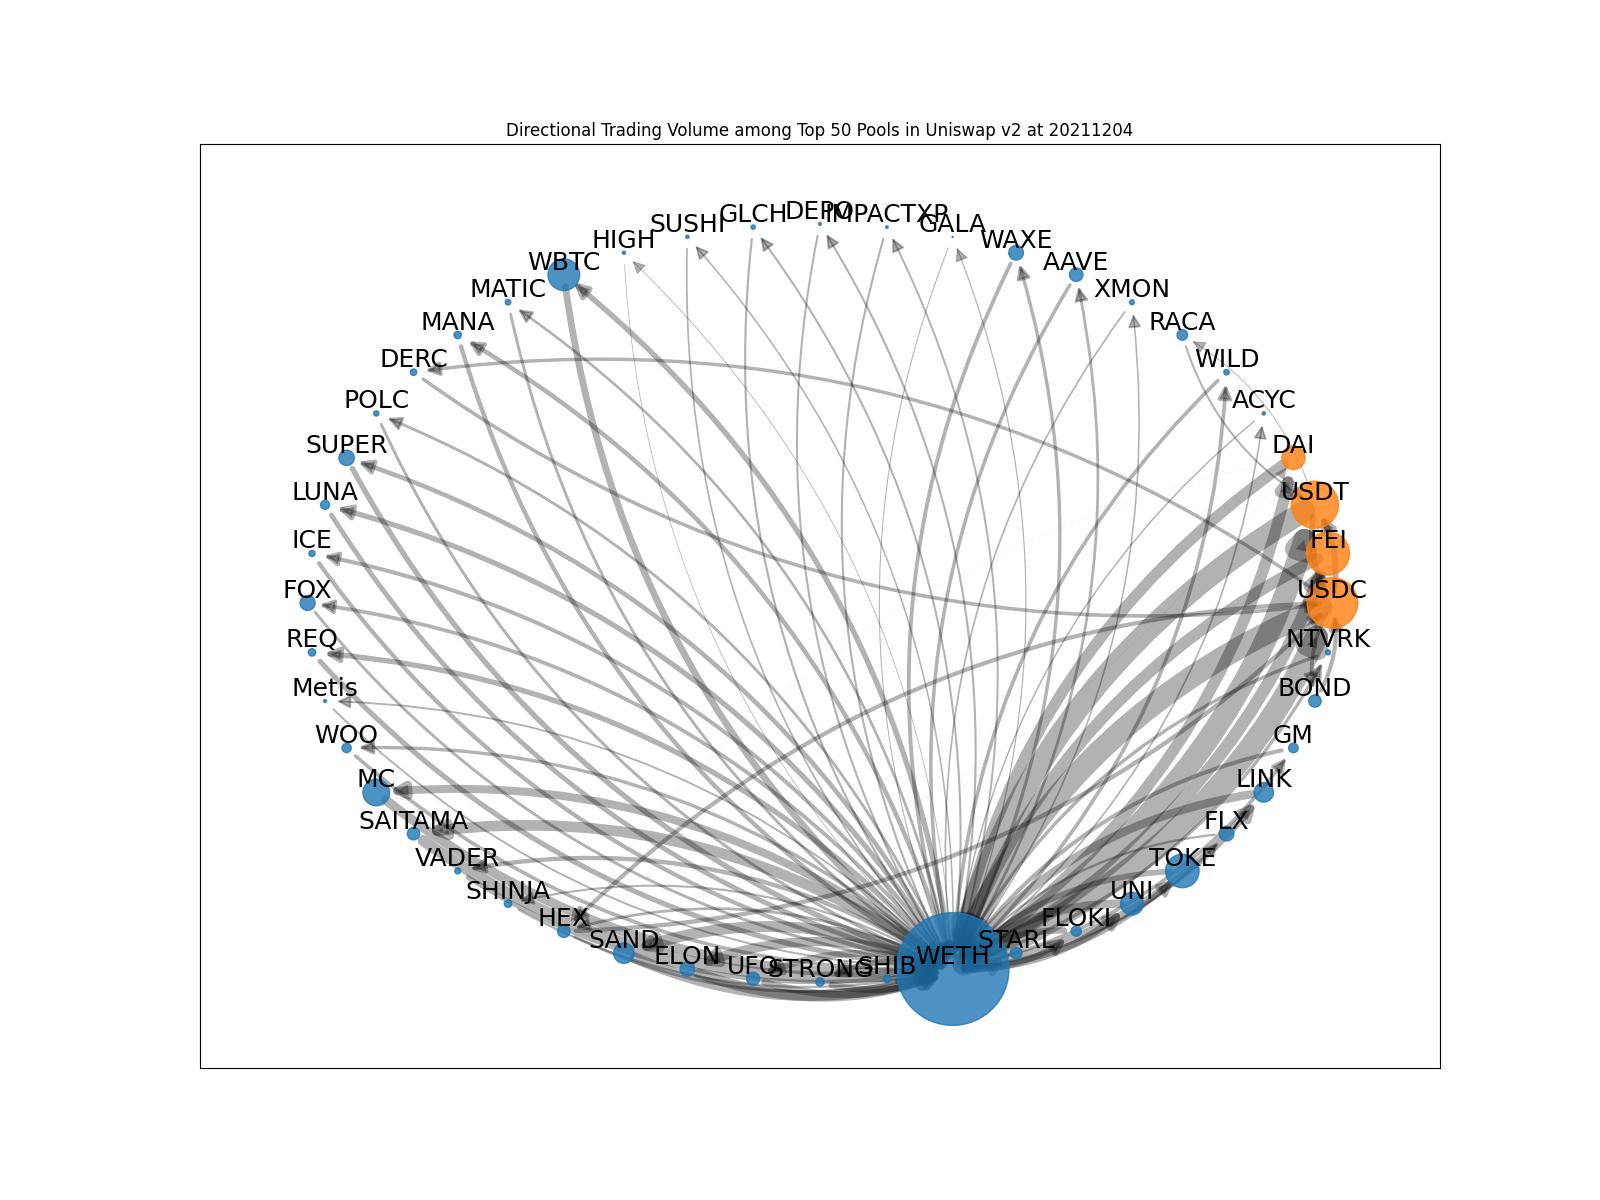 Directional Trading Volume among Top 50 Pools in Uniswap v2 at 20211204
DEPO
GLCH
IMPACTXP
SUSHI
GALA
HIGH
WAXE
WBTC
AAVE
MATIC
XMON
MANA
RACA
DERC
WILD
POLC
ACYC
SUPER
DAI
LUNA
USDT
ICE
FEI
FOX
USDC
REQ
NTVRK
Metis
BOND
WOO
GM
MC
LINK
SAITAMA
FLX
VADER
TOKE
SHINJA
UNI
HEX
FLOKI
SAND
STARL
ELON
WETH
UFO
SHIB
STRONG